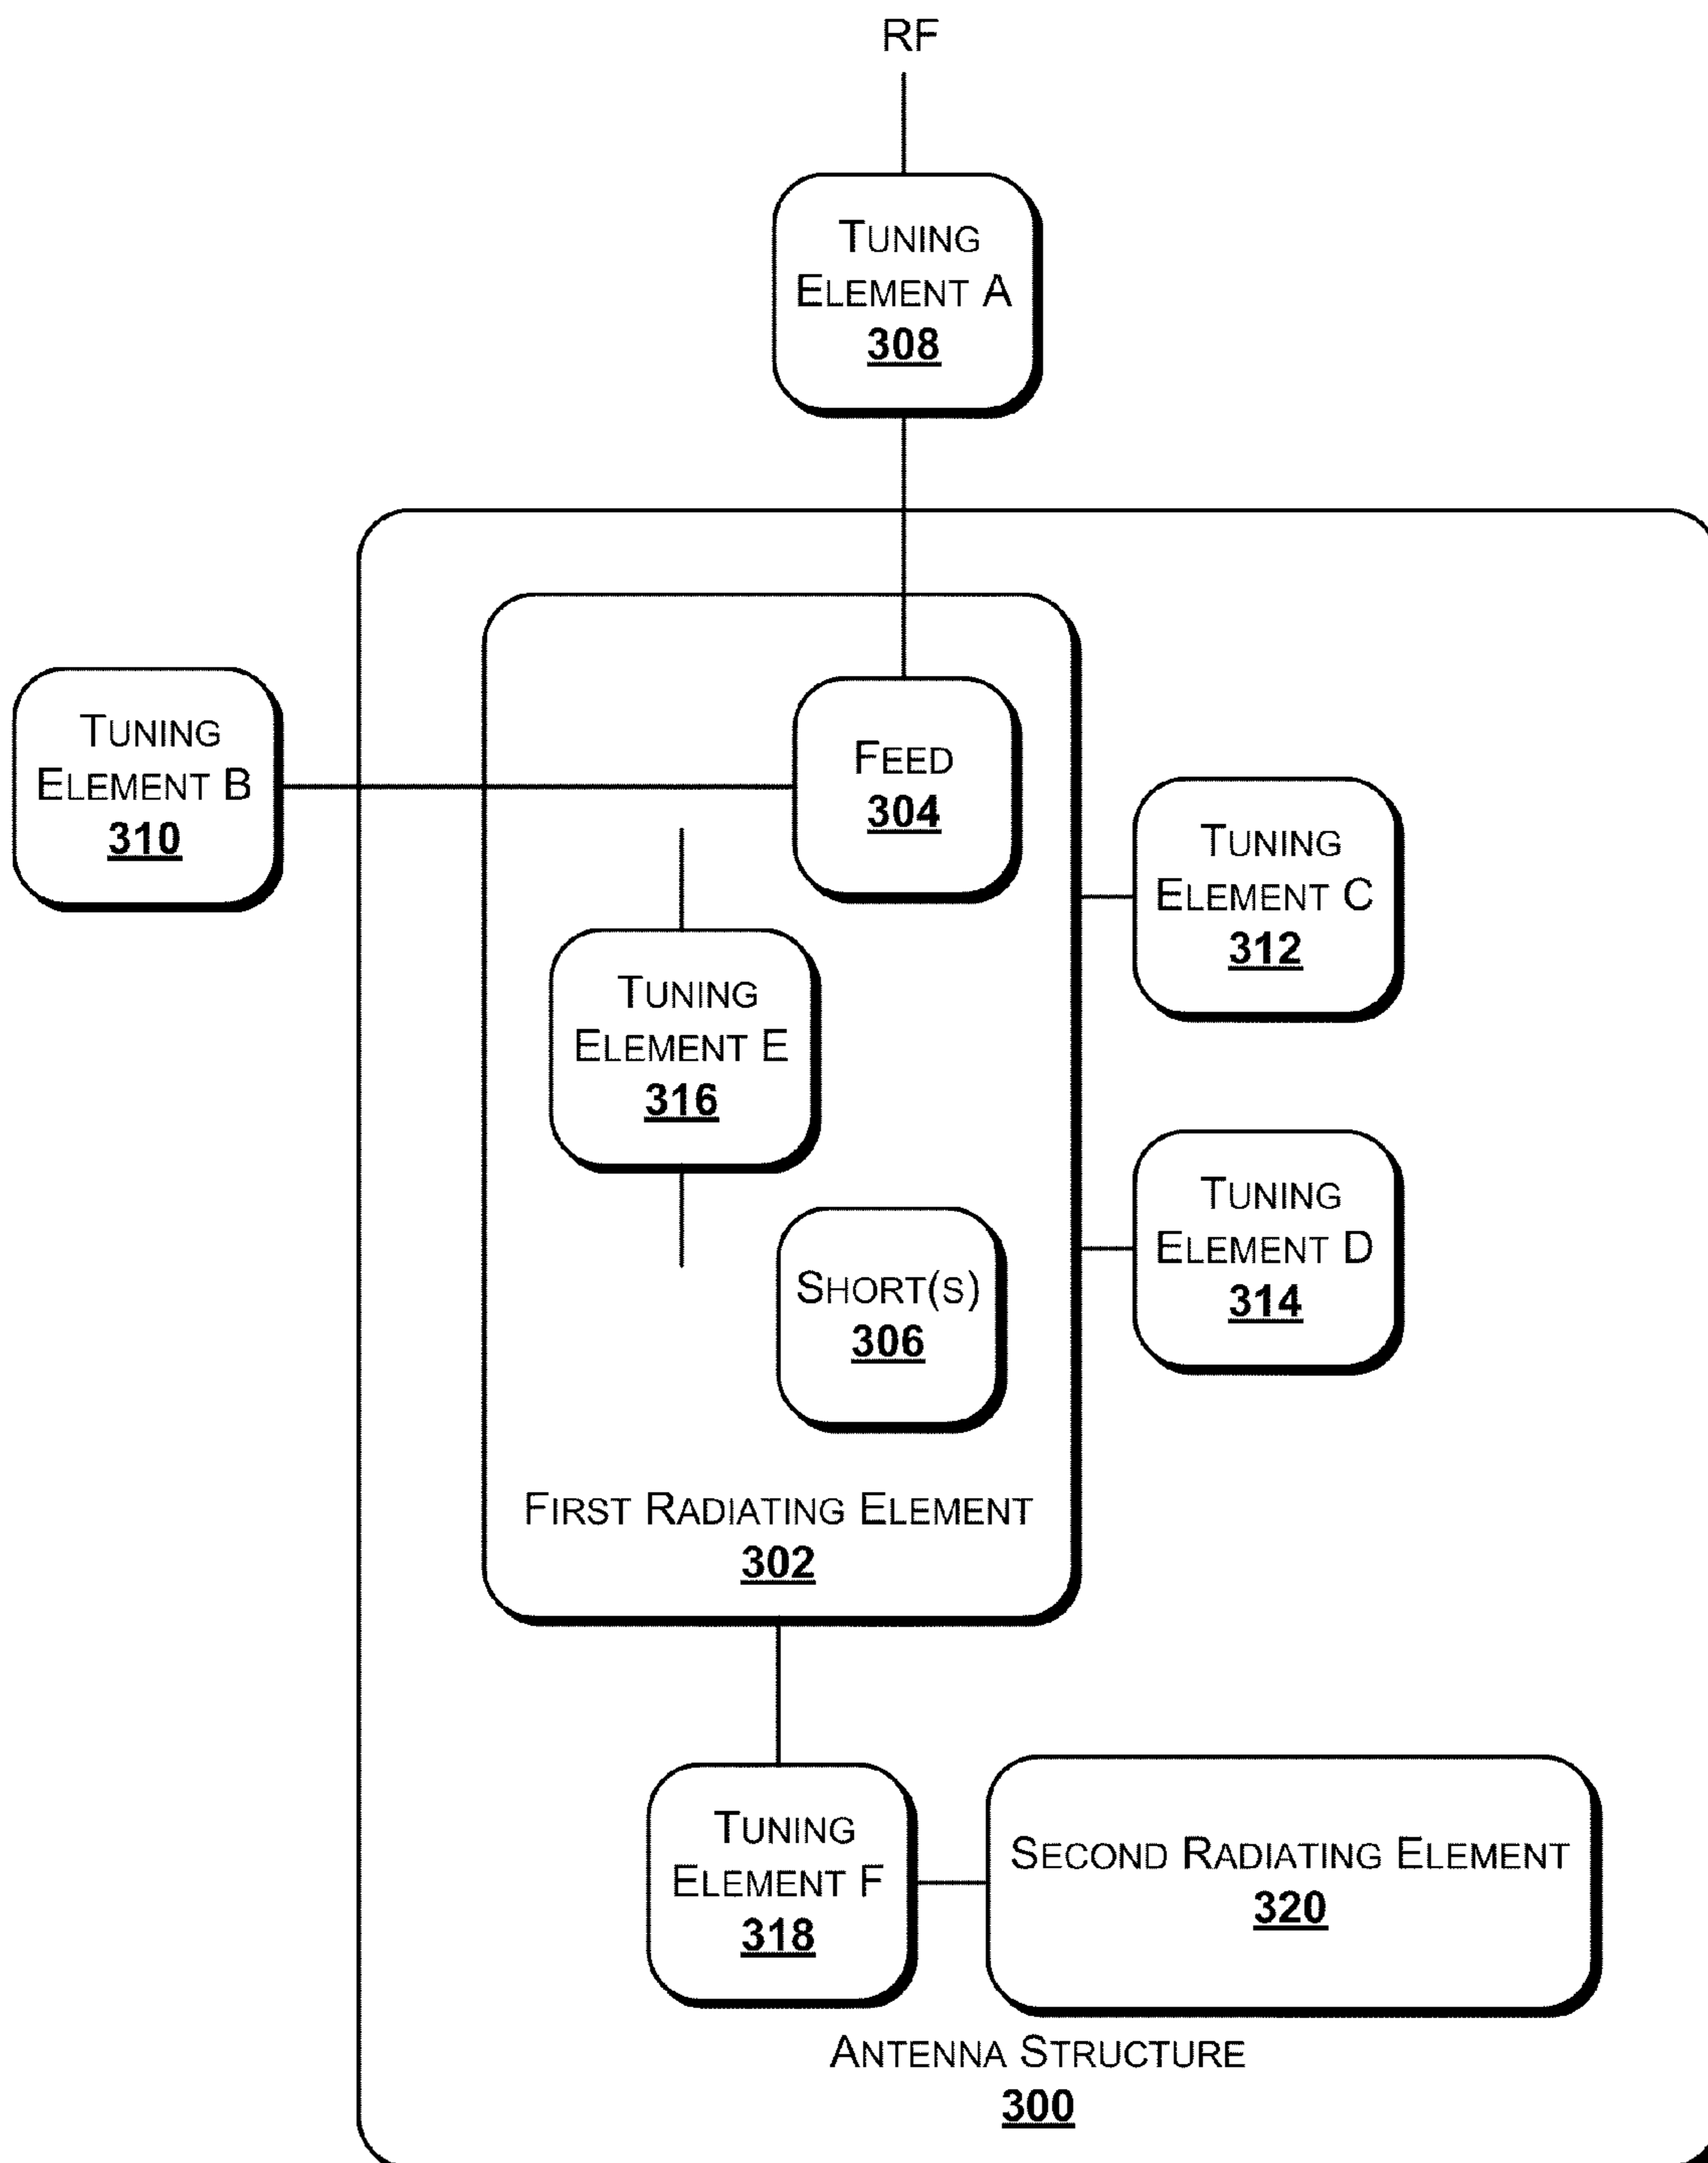 RF
TUNING
ELEMENT A
308
TUNING
ELEMENT B
310
FEED
304
TUNING
ELEMENT C
312
TUNING
ELEMENT E
316
TUNING
ELEMENT D
314
SHORT(S)
306
FIRST RADIATING ELEMENT
302
TUNING
ELEMENT F
318
SECOND RADIATING ELEMENT
320
ANTENNA STRUCTURE
300